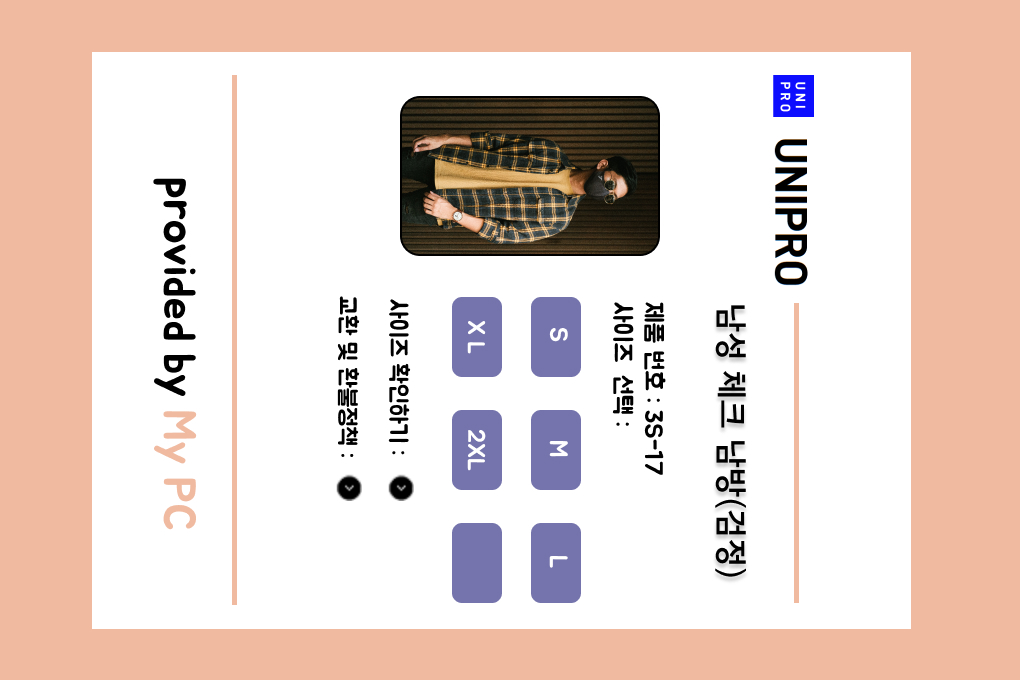 UNI
PRO
UNIPRO
남성 체크 남방(검정)
제품 번호 : 3S-17
사이즈 선택 :
S
M
L
XL
2XL
사이즈 확인하기 :
교환 및 환불정책 :
provided by My PC